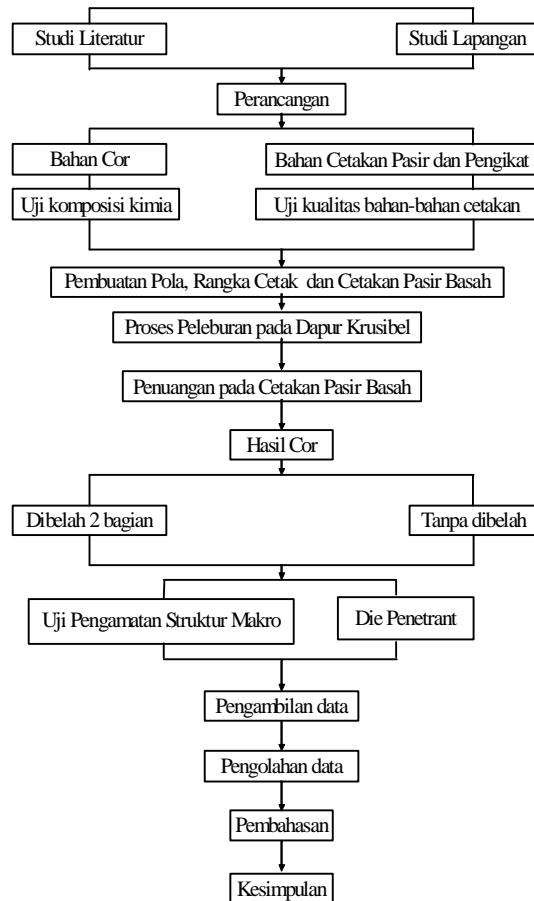 Studi Literatur
Studi Lapangan
Perancangan
Bahan Cor
Bahan Cetakan Pasir dan Pengikat
Uji komposisi kimia
Uji kualitas bahan-bahan cetakan
Pembuatan Pola, Rangka Cetak dan Cetakan Pasir Basah
Proses Peleburan pada Dapur Krusibel
Penuangan pada Cetakan Pasir Basah
Hasil Cor
Dibelah 2 bagian
Tanpa dibelah
Uji Pengamatan Struktur Makro
Die Penetrant
Pengambilan data
Pengolahan data
Pembahasan
Kesimpulan